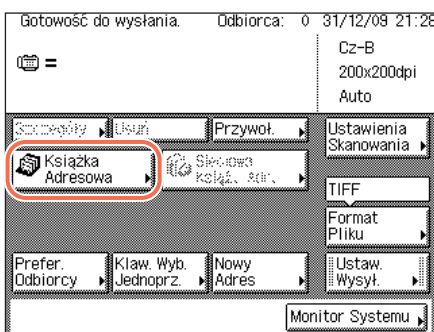 Gotowość do wysłania. Odbiorca: 0 31/12/09 21:28
=
Cz-B
200x200dpi
Auto
Szczegóły Usuń Przywoł. Ustawienia
Skanowania
Książka
Adresowa
Sieciowa
Książ. Adr.
TIFF
Format
Pliku
Prefer.
Odbiorcy
Klaw. Wyb.
Jednoprz.
Nowy
Adres
Ustaw.
Wysył.
Monitor Systemu